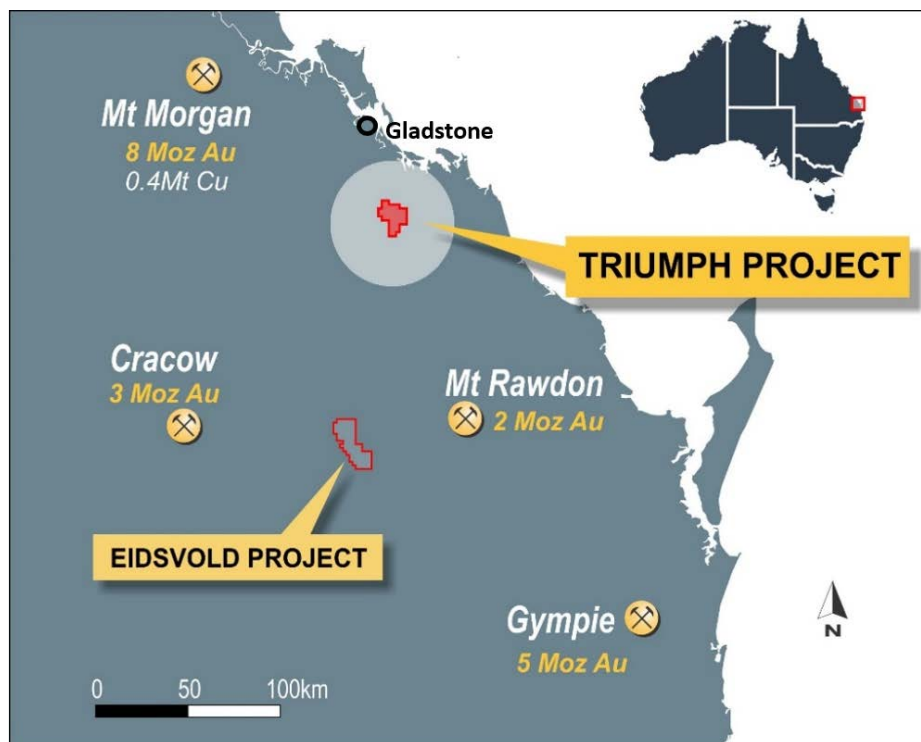 Mt Morgan
8 Moz Au
0.4Mt Cu
Gladstone
TRIUMPH PROJECT
Cracow
3 Moz Au
Mt Rawdon
2 Moz Au
EIDSVOLD PROJECT
Gympie
5 Moz Au
N
0 50 100km